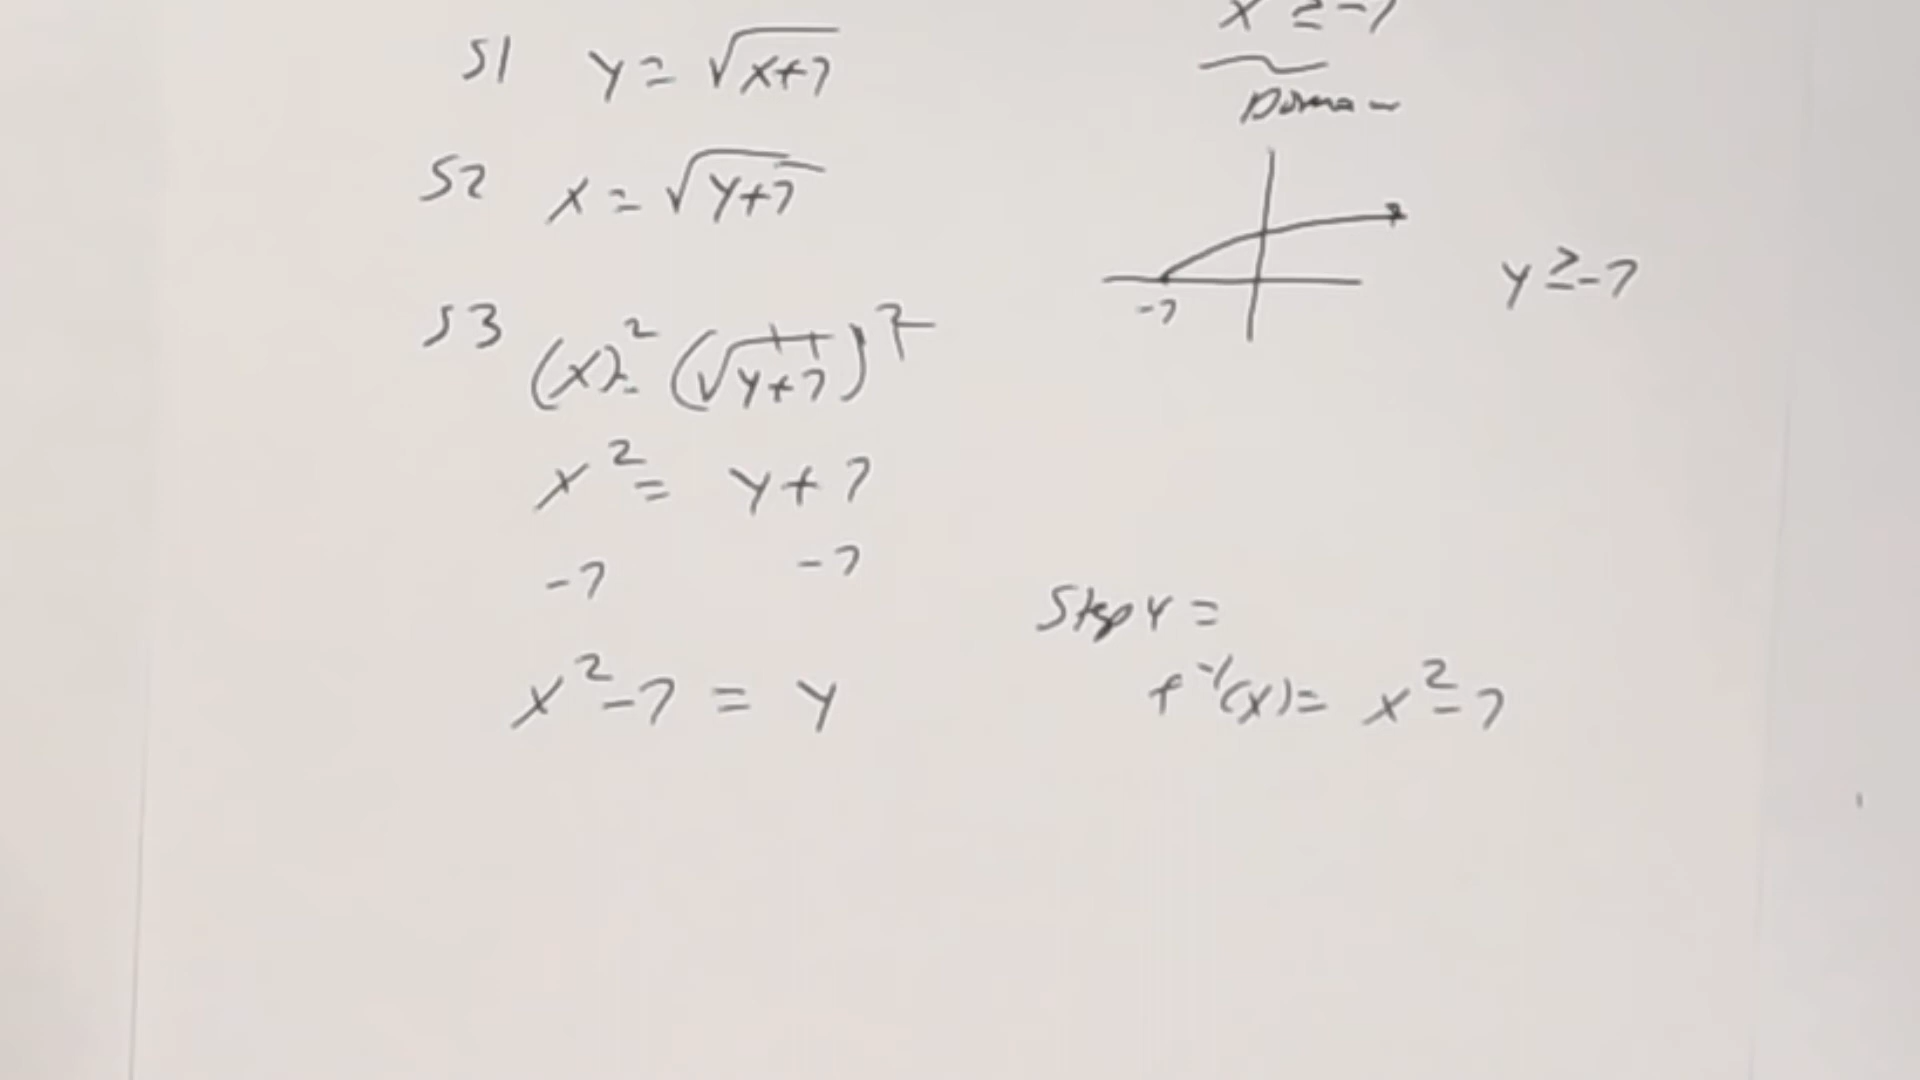 S1 y = √x+7
S2 x = √y+7
S3 (x)² = (√y+7)²
x² = y+7
-7 -7
x²-7 = y
x ≥ -7
Domain
-7
y ≥ -7
Step 4 =
f⁻¹(x) = x²-7